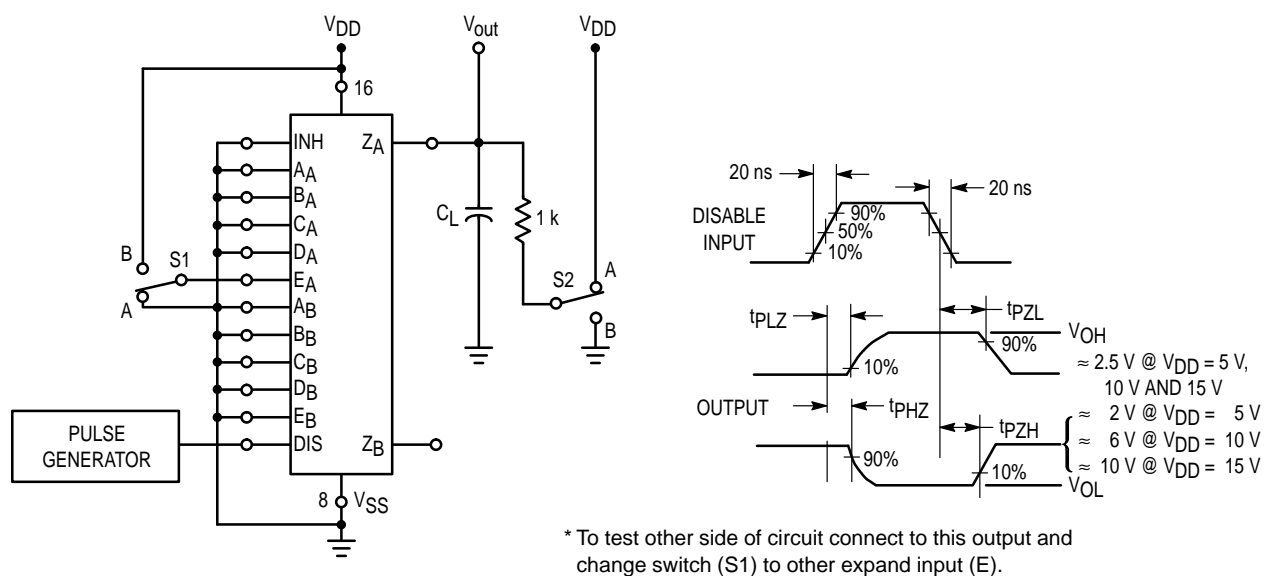 VDD
Vout
VDD
16
INH
ZA
AA
BA
CA
DA
EA
AB
BB
CB
DB
EB
DIS
ZB
B
S1
A
CL
1 k
S2
A
B
PULSE
GENERATOR
8
VSS
20 ns
20 ns
DISABLE
INPUT
90%
50%
10%
tPLZ
tPZL
VOH
90%
10%
≈ 2.5 V @ VDD = 5 V,
10 V AND 15 V
OUTPUT
tPHZ
tPZH
≈ 2 V @ VDD = 5 V
≈ 6 V @ VDD = 10 V
≈ 10 V @ VDD = 15 V
90%
10%
VOL
* To test other side of circuit connect to this output and
change switch (S1) to other expand input (E).